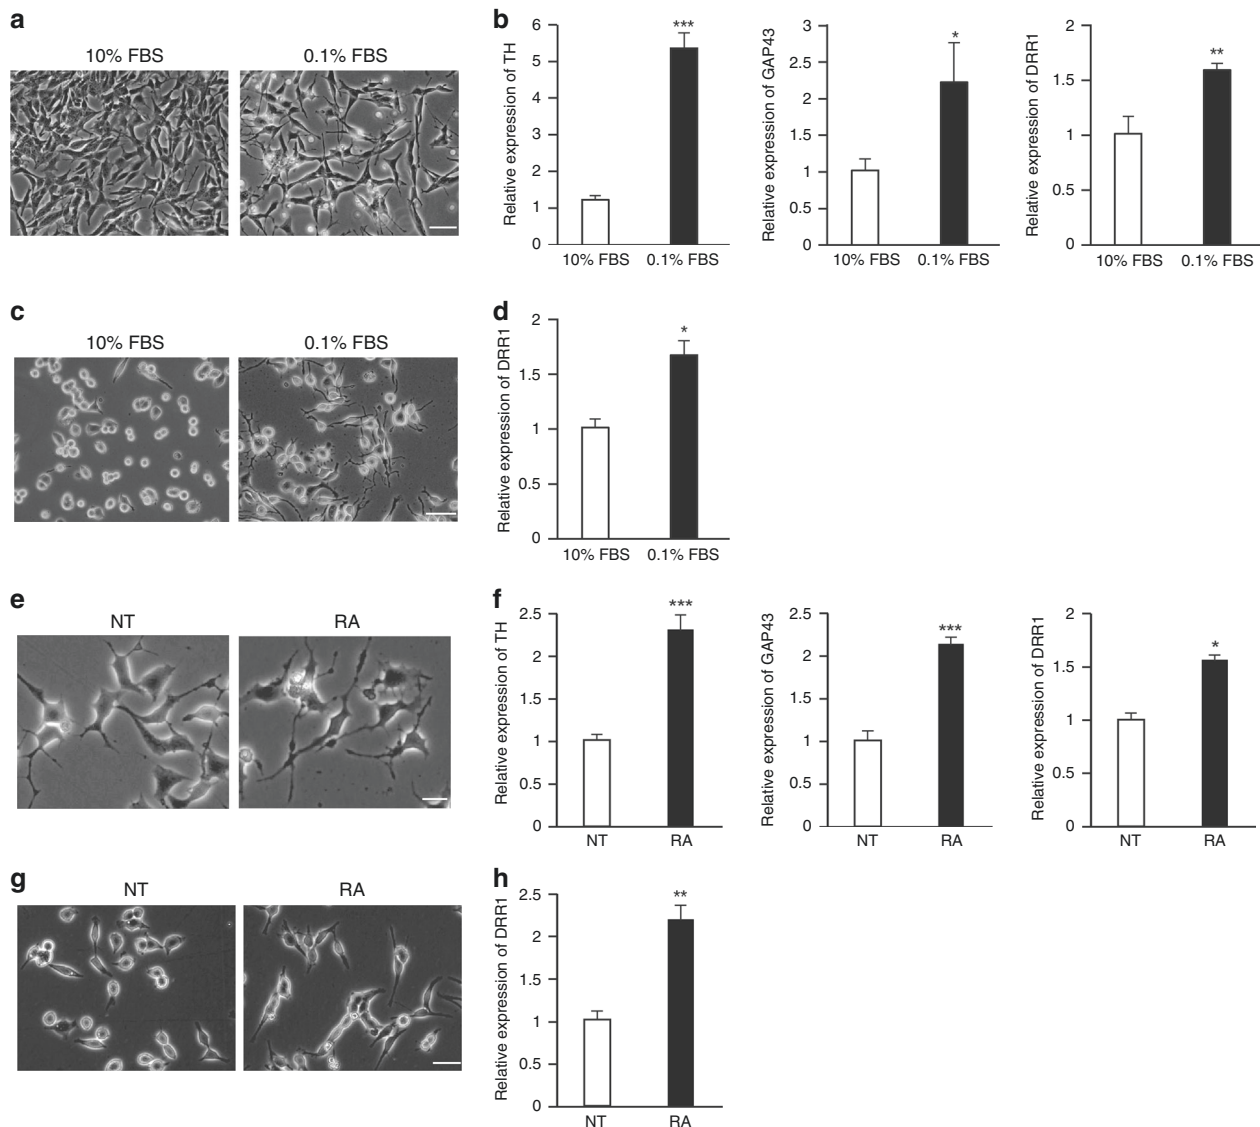 a
10% FBS 0.1% FBS
b
Relative expression of TH
6
5
4
3
2
1
0
***
10% FBS 0.1% FBS
Relative expression of GAP43
3
2.5
2
1.5
1
0.5
0
*
10% FBS 0.1% FBS
Relative expression of DRR1
2
1.5
1
0.5
0
**
10% FBS 0.1% FBS
c
10% FBS 0.1% FBS
d
Relative expression of DRR1
2
1.5
1
0.5
0
*
10% FBS 0.1% FBS
e
NT RA
f
Relative expression of TH
2.5
2
1.5
1
0.5
0
***
NT RA
Relative expression of GAP43
2.5
2
1.5
1
0.5
0
***
NT RA
Relative expression of DRR1
2
1.5
1
0.5
0
*
NT RA
g
NT RA
h
Relative expression of DRR1
2.5
2
1.5
1
0.5
0
**
NT RA